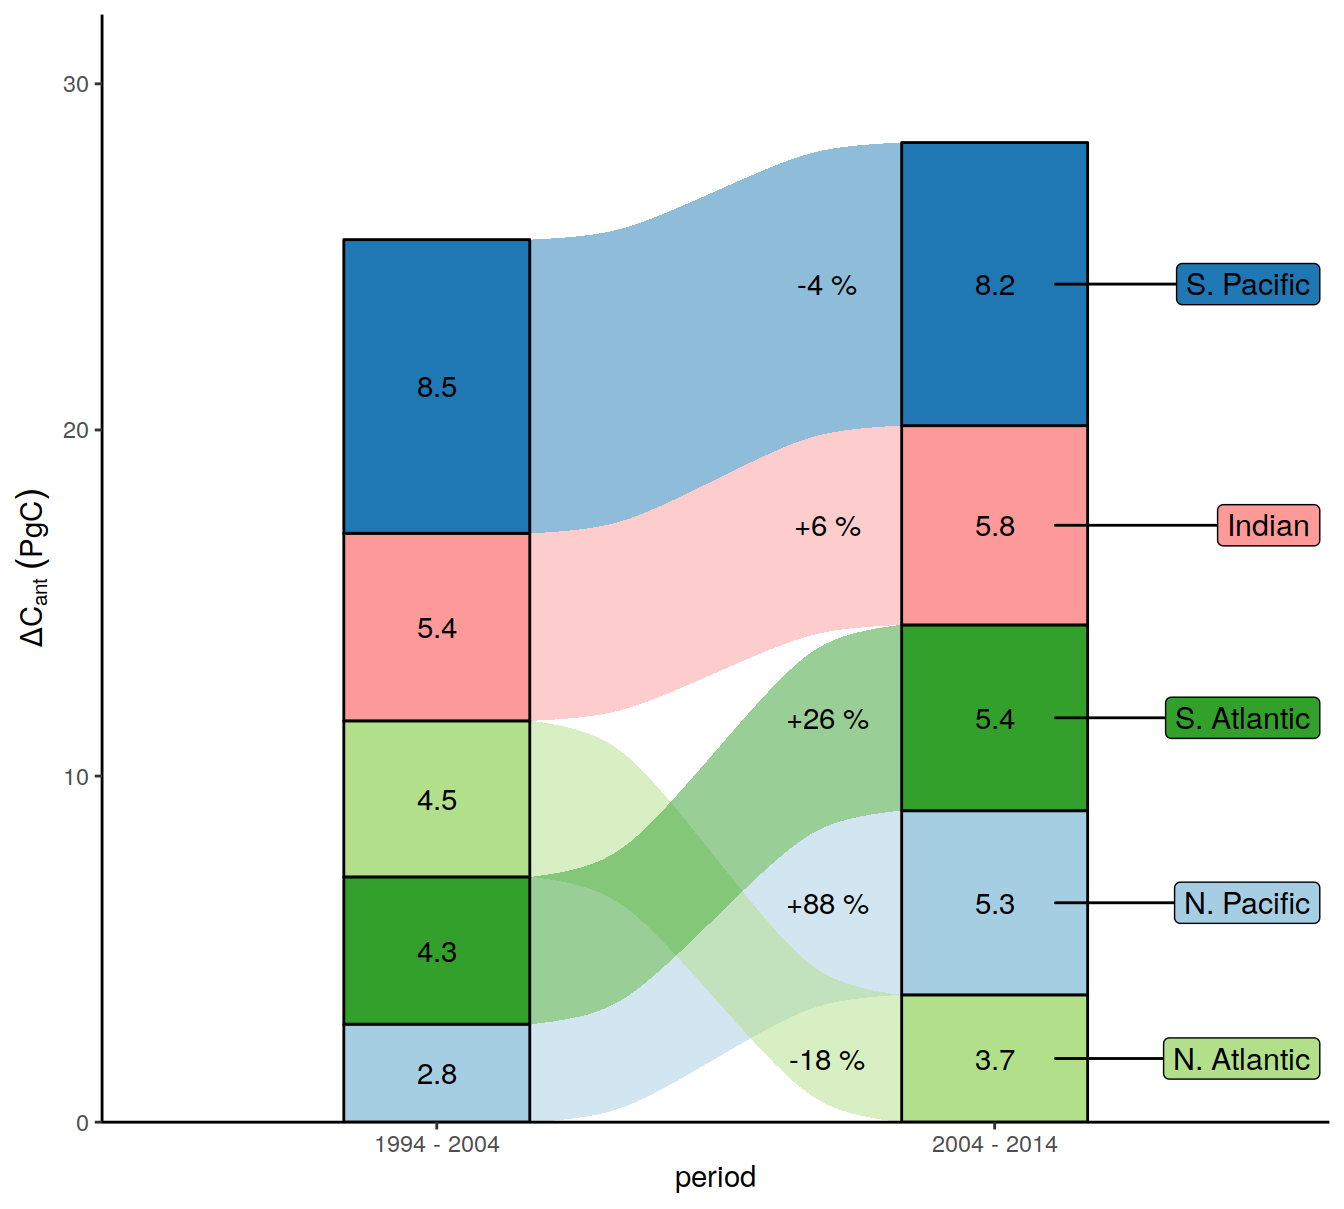 30
20
10
0
ΔCant (PgC)
8.5
5.4
4.5
4.3
2.8
-4 %
+6 %
+26 %
+88 %
-18 %
8.2
5.8
5.4
5.3
3.7
S. Pacific
Indian
S. Atlantic
N. Pacific
N. Atlantic
1994 - 2004
2004 - 2014
period